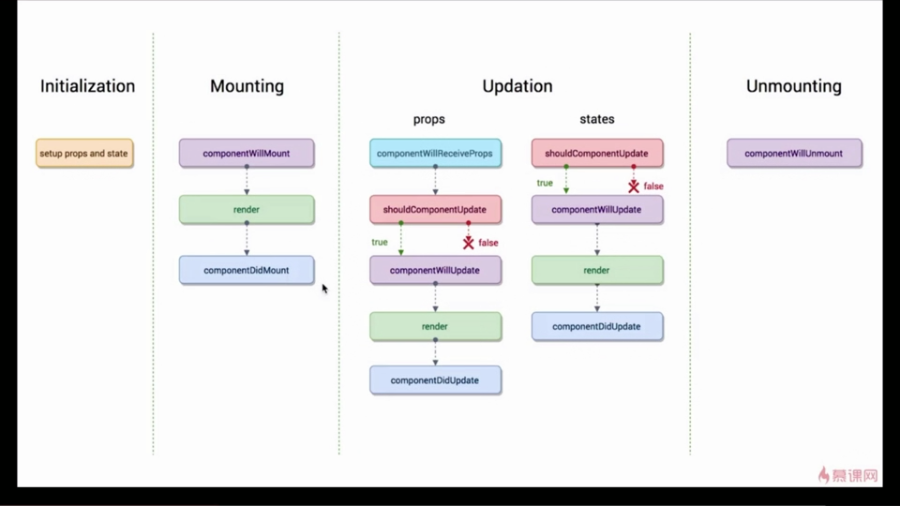 Initialization
Mounting
Updation
Unmounting
props
states
setup props and state
componentWillMount
render
componentDidMount
componentWillReceiveProps
shouldComponentUpdate
true
false
componentWillUpdate
render
componentDidUpdate
shouldComponentUpdate
true
false
componentWillUpdate
render
componentDidUpdate
componentWillUnmount
慕课网